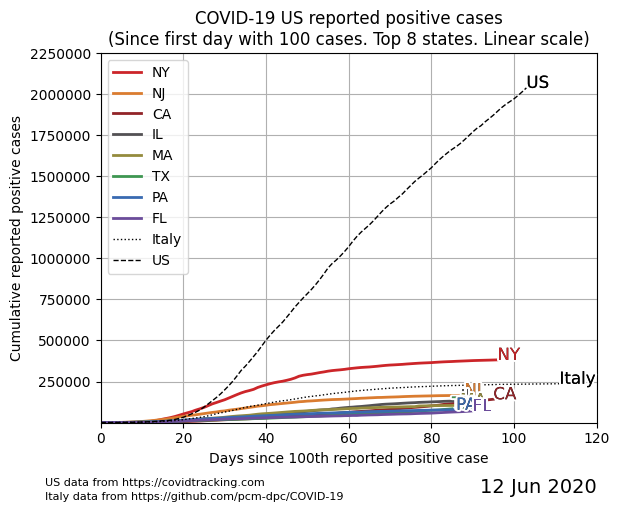 COVID-19 US reported positive cases
(Since first day with 100 cases. Top 8 states. Linear scale)
Cumulative reported positive cases
2250000
2000000
1750000
1500000
1250000
1000000
750000
500000
250000
0
20
40
60
80
100
120
NY
NJ
CA
IL
MA
TX
PA
FL
Italy
US
US
NY
Italy
NJ
CA
PA
FL
Days since 100th reported positive case
US data from https://covidtracking.com
Italy data from https://github.com/pcm-dpc/COVID-19
12 Jun 2020